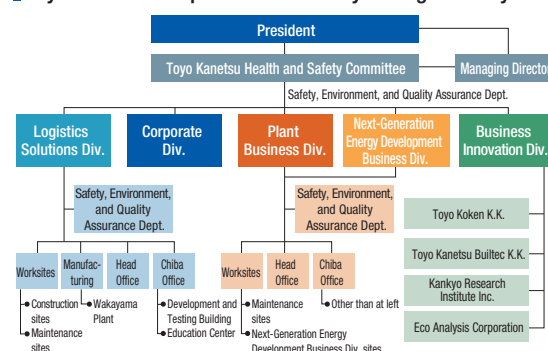 President
Toyo Kanetsu Health and Safety Committee
Managing Director
Safety, Environment, and Quality Assurance Dept.
Logistics
Solutions Div.
Corporate
Div.
Plant
Business Div.
Next-Generation
Energy Development
Business Div.
Business
Innovation Div.
Safety, Environment,
and Quality
Assurance Dept.
Safety, Environment,
and Quality
Assurance Dept.
Toyo Koken K.K.
Toyo Kanetsu Builtec K.K.
Kankyo Research
Institute Inc.
Eco Analysis Corporation
Worksites
Manufac-
turing
Head
Office
Chiba
Office
Worksites
Head
Office
Chiba
Office
●Construction
sites
●Maintenance
sites
●Wakayama
Plant
●Development and
Testing Building
●Education Center
●Maintenance
sites
●Next-Generation Energy
Development Business Div. sites
●Other than at left